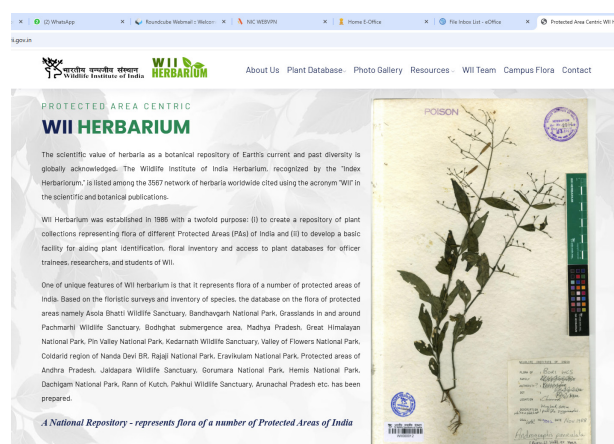 (2) WhatsApp
Roundcube Webmail :: Welcom
NIC WEBVPN
Home E-Office
File Inbox List - eOffice
Protected Area Centric WII H
s.gov.in
भारतीय वन्यजीव संस्थान
Wildlife Institute of India
WII
HERBARIUM
About Us Plant Database Photo Gallery Resources WII Team Campus Flora Contact
PROTECTED AREA CENTRIC
WII HERBARIUM
The scientific value of herbaria as a botanical repository of Earth's current and past diversity is
globally acknowledged. The Wildlife Institute of India Herbarium, recognized by the "Index
Herbariorum," is listed among the 3567 network of herbaria worldwide cited using the acronym "WII" in
the scientific and botanical publications.
WII Herbarium was established in 1986 with a twofold purpose: (i) to create a repository of plant
collections representing flora of different Protected Areas (PAs) of India and (ii) to develop a basic
facility for aiding plant identification, floral inventory and access to plant databases for officer
trainees, researchers, and students of WII.
One of unique features of WII herbarium is that it represents flora of a number of protected areas of
India. Based on the floristic surveys and inventory of species, the database on the flora of protected
areas namely Asola Bhatti Wildlife Sanctuary, Bandhavgarh National Park, Grasslands in and around
Pachmarhi Wildlife Sanctuary, Bodhghat submergence area, Madhya Pradesh, Great Himalayan
National Park, Pin Valley National Park, Kedarnath Wildlife Sanctuary, Valley of Flowers National Park,
Coldarid region of Nanda Devi BR, Rajaji National Park, Eravikulam National Park, Protected areas of
Andhra Pradesh, Jaldapara Wildlife Sanctuary, Gorumara National Park, Hemis National Park,
Dachigam National Park, Rann of Kutch, Pakhul Wildlife Sanctuary, Arunachal Pradesh etc. has been
prepared.
A National Repository - represents flora of a number of Protected Areas of India
POISON
WILDLIFE INSTITUTE OF INDIA